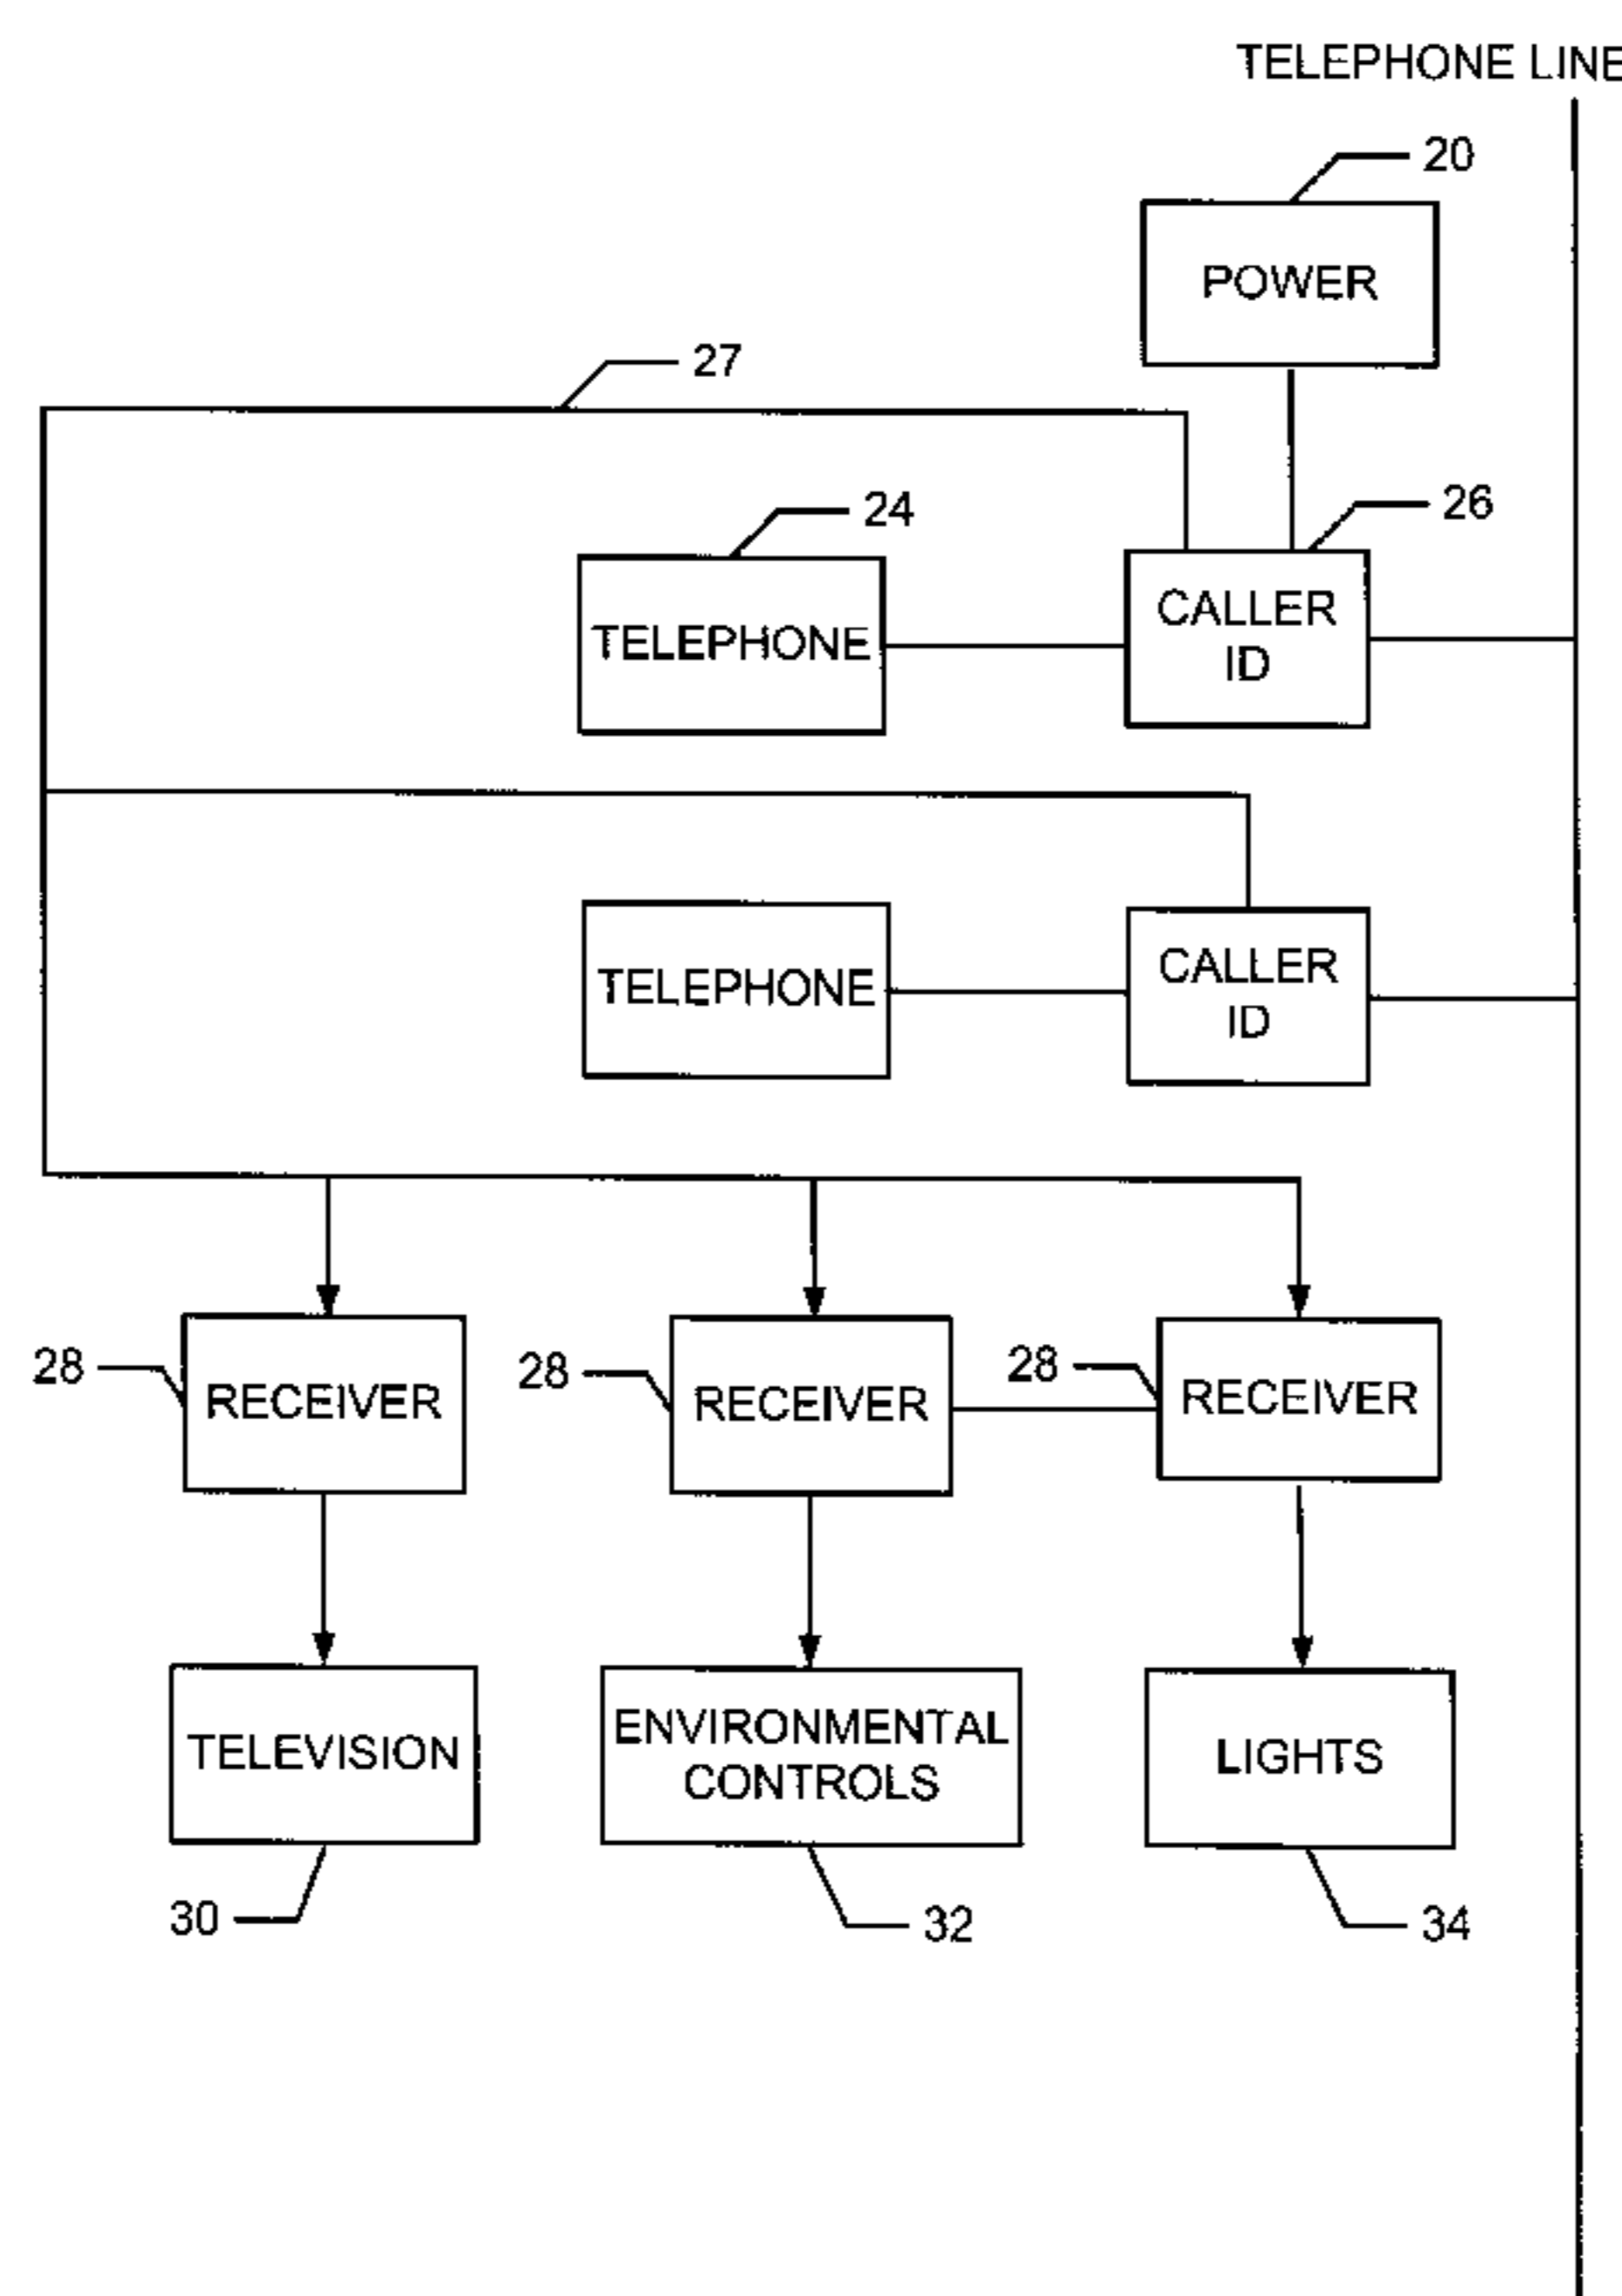 TELEPHONE LINE
20
POWER
27
24
26
TELEPHONE
CALLER
ID
TELEPHONE
CALLER
ID
28
RECEIVER
28
RECEIVER
28
RECEIVER
TELEVISION
ENVIRONMENTAL
CONTROLS
LIGHTS
30
32
34